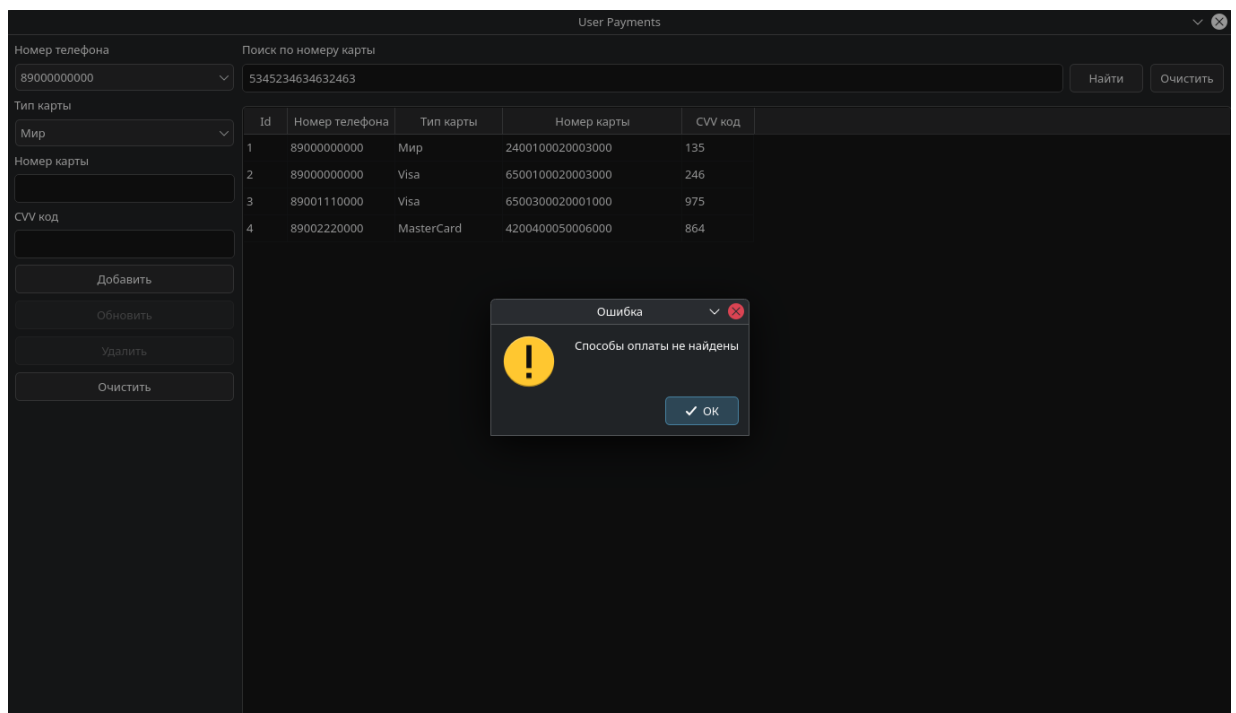 User Payments
Номер телефона
89000000000
Тип карты
Мир
Номер карты
CVV код
Добавить
Обновить
Удалить
Очистить
Поиск по номеру карты
5345234634632463 Найти Очистить
Id Номер телефона Тип карты Номер карты CVV код
1 89000000000 Мир 2400100020003000 135
2 89000000000 Visa 6500100020003000 246
3 89001110000 Visa 6500300020001000 975
4 89002220000 MasterCard 4200400050006000 864
Ошибка
Способы оплаты не найдены
OK